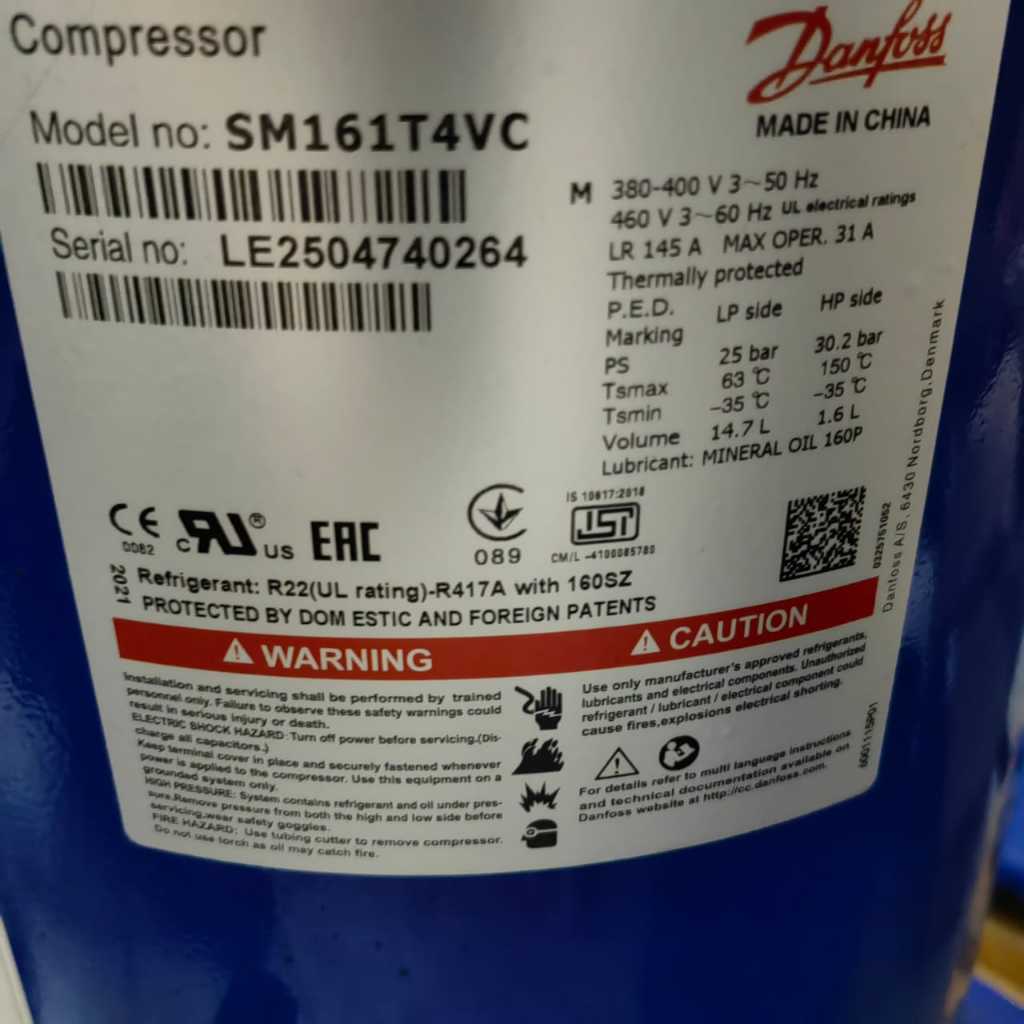 Compressor
Danfoss
MADE IN CHINA
Model no: SM161T4VC
Serial no: LE2504740264
M 380-400 V 3~50 Hz
460 V 3~60 Hz UL electrical ratings
LR 145 A MAX OPER. 31 A
Thermally protected
P.E.D. LP side HP side
Marking
PS 25 bar 30.2 bar
Tsmax 63 ℃ 150 ℃
Tsmin -35 ℃ -35 ℃
Volume 14.7 L 1.6 L
Lubricant: MINERAL OIL 160P
CE
0062
c RU ® US
EAC
089
IS 10617:2018
ISI
CM/L -4100085780
0325751052
Danfoss A/S, 6430 Nordborg, Denmark
2021
Refrigerant: R22(UL rating)-R417A with 160SZ
PROTECTED BY DOM ESTIC AND FOREIGN PATENTS
WARNING
Installation and servicing shall be performed by trained
personnel only. Failure to observe these safety warnings could
result in serious injury or death.
ELECTRIC SHOCK HAZARD:Turn off power before servicing.(Dis-
charge all capacitors.)
Keep terminal cover in place and securely fastened whenever
power is applied to the compressor. Use this equipment on a
grounded system only.
HIGH PRESSURE: System contains refrigerant and oil under pres-
sure.Remove pressure from both the high and low side before
servicing,wear safety goggles.
FIRE HAZARD: Use tubing cutter to remove compressor.
Do not use torch as oil may catch fire.
CAUTION
Use only manufacturer's approved refrigerants,
lubricants and electrical components. Unauthorized
refrigerant / lubricant / electrical component could
cause fires,explosions electrical shorting.
For details refer to multi language instructions
and technical documentation available on
Danfoss website at http://cc.danfoss.com.